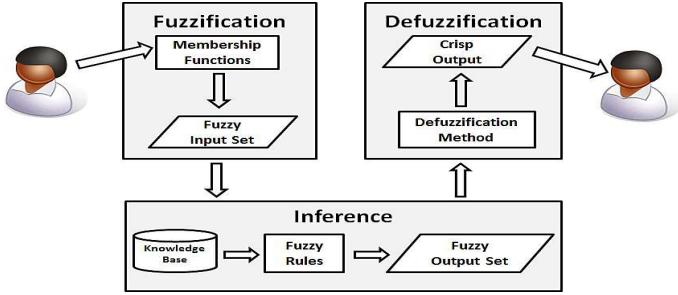 Fuzzification
Membership
Functions
Fuzzy
Input Set
Defuzzification
Crisp
Output
Defuzzification
Method
Inference
Knowledge
Base
Fuzzy
Rules
Fuzzy
Output Set